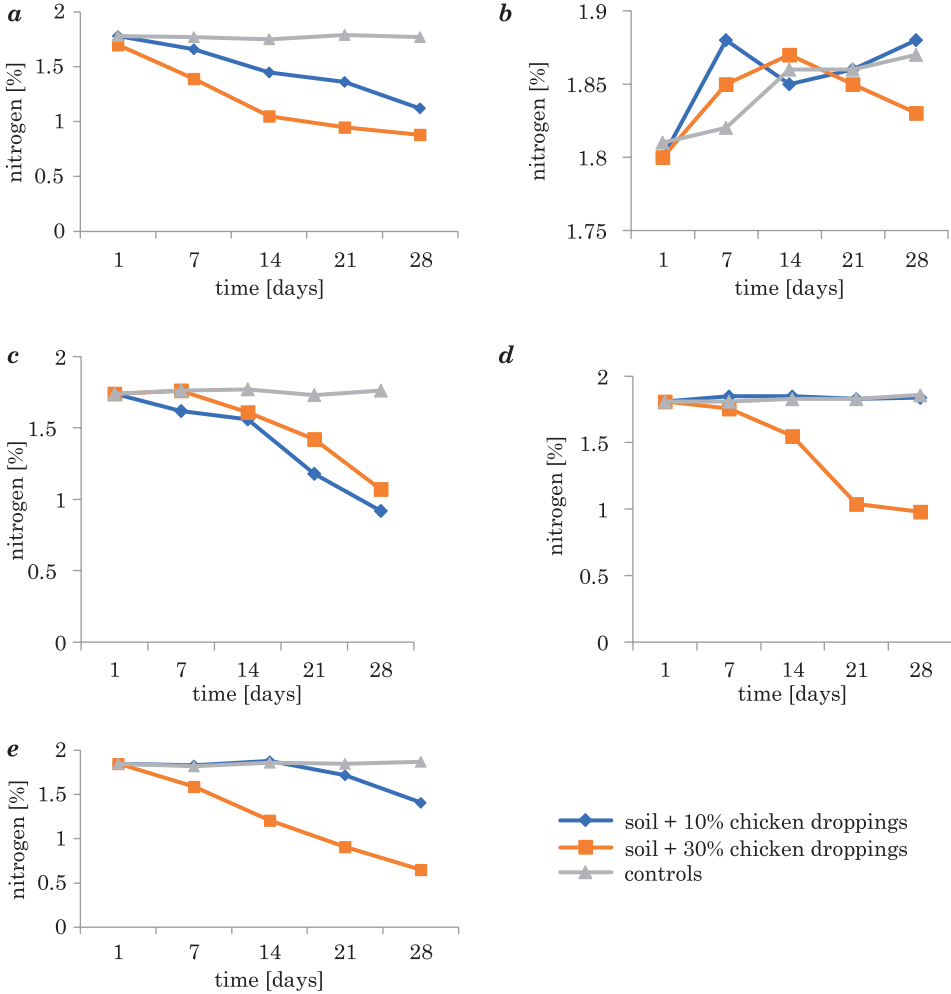 a
nitrogen [%]
2
1.5
1
0.5
0
1 7 14 21 28
time [days]
b
nitrogen [%]
1.9
1.85
1.8
1.75
1 7 14 21 28
time [days]
c
nitrogen [%]
2
1.5
1
0.5
0
1 7 14 21 28
time [days]
d
nitrogen [%]
2
1.5
1
0.5
0
1 7 14 21 28
time [days]
e
nitrogen [%]
2
1.5
1
0.5
0
1 7 14 21 28
time [days]
soil + 10% chicken droppings
soil + 30% chicken droppings
controls